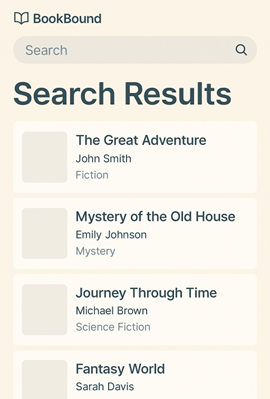 BookBound
Search
Search Results
The Great Adventure
John Smith
Fiction
Mystery of the Old House
Emily Johnson
Mystery
Journey Through Time
Michael Brown
Science Fiction
Fantasy World
Sarah Davis